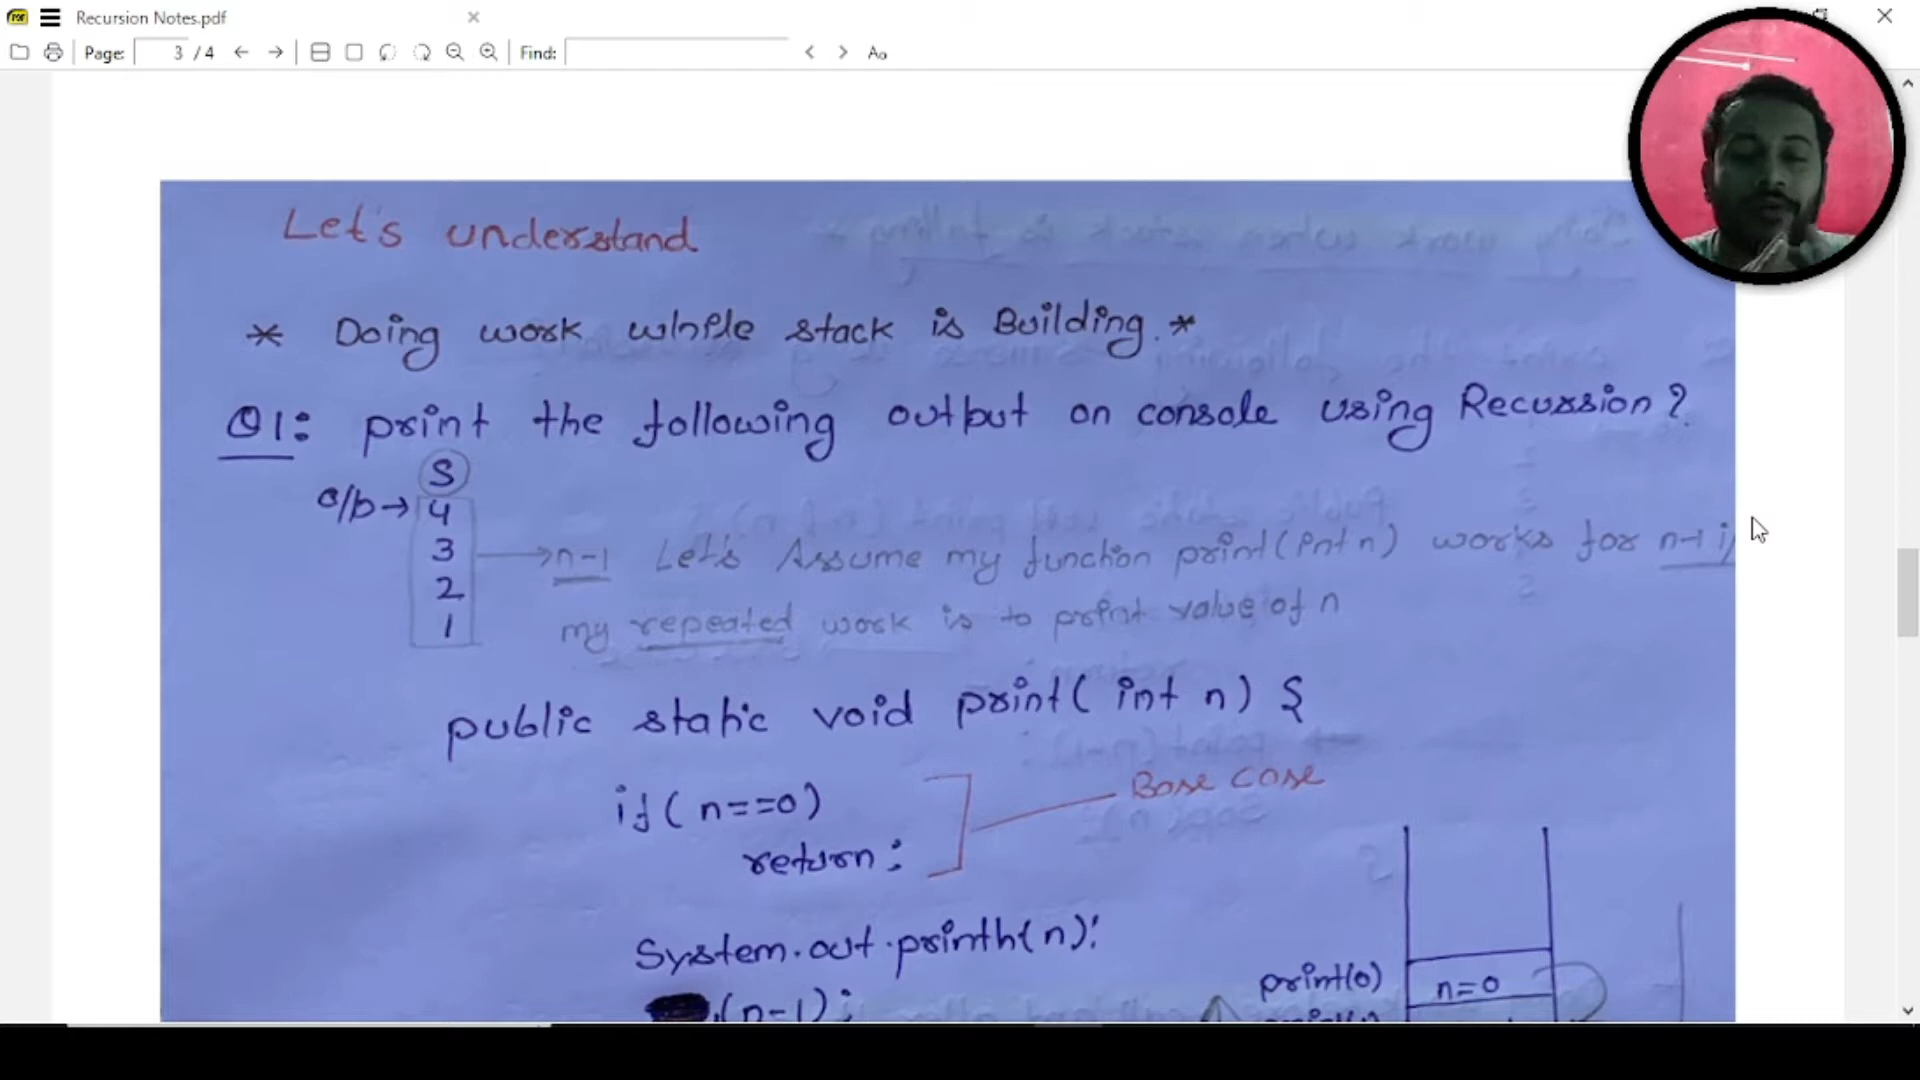 Recursion Notes.pdf
Page: 3 / 4 Find: Aa
Let's understand
* Doing work while stack is Building. *
Q1: print the following output on console using Recursion?
5
o/p → 4
3 → n-1 Let's Assume my function print(int n) works for n-1 if
2
my repeated work is to print value of n
1
public static void print( int n) {
if ( n==0)
Base case
return ;
System.out.println(n);
print(0) n=0
(n-1) ;